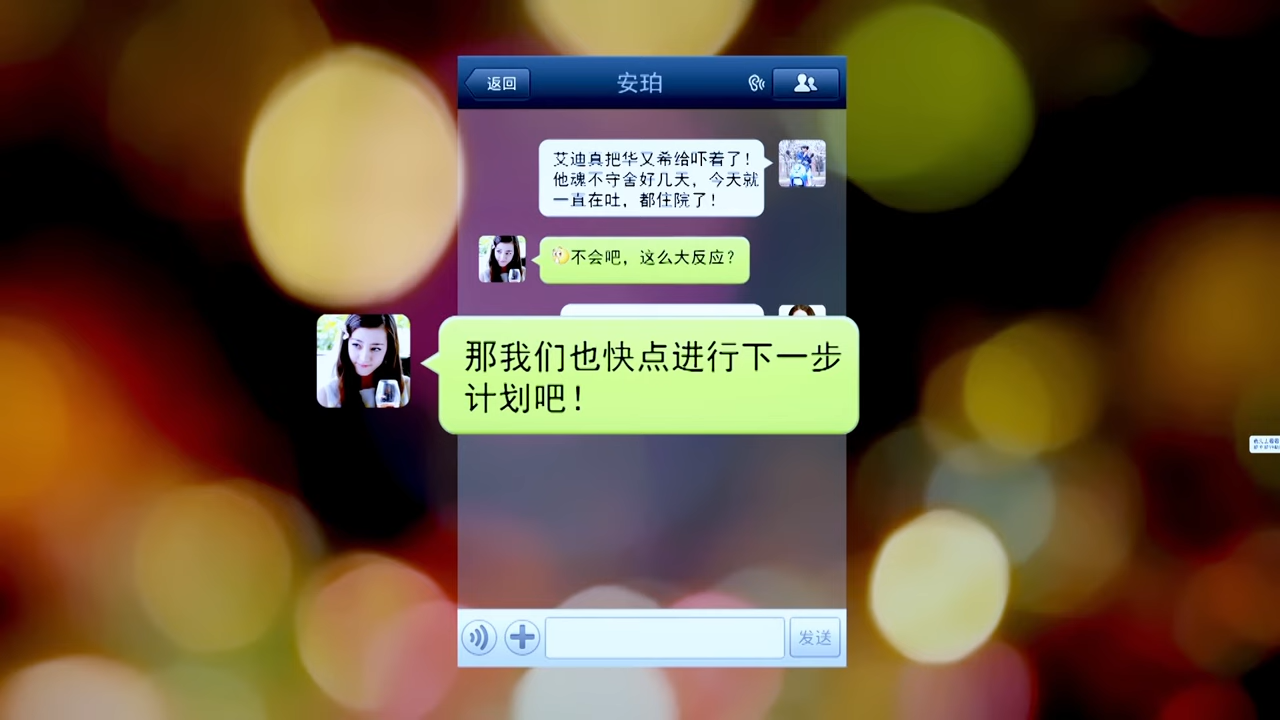 返回
安珀
艾迪真把华又希给吓着了！
他魂不守舍好几天，今天就
一直在吐，都住院了！
不会吧，这么大反应？
那我们也快点进行下一步
计划吧！
发送